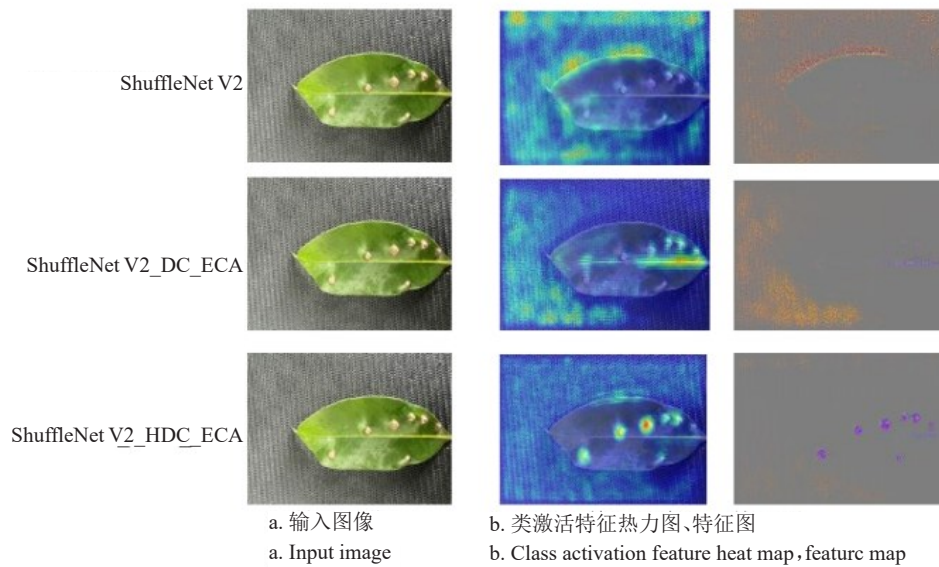 ShuffleNet V2
ShuffleNet V2_DC_ECA
ShuffleNet V2_HDC_ECA
a. 输入图像
a. Input image
b. 类激活特征热力图、特征图
b. Class activation feature heat map,featurc map